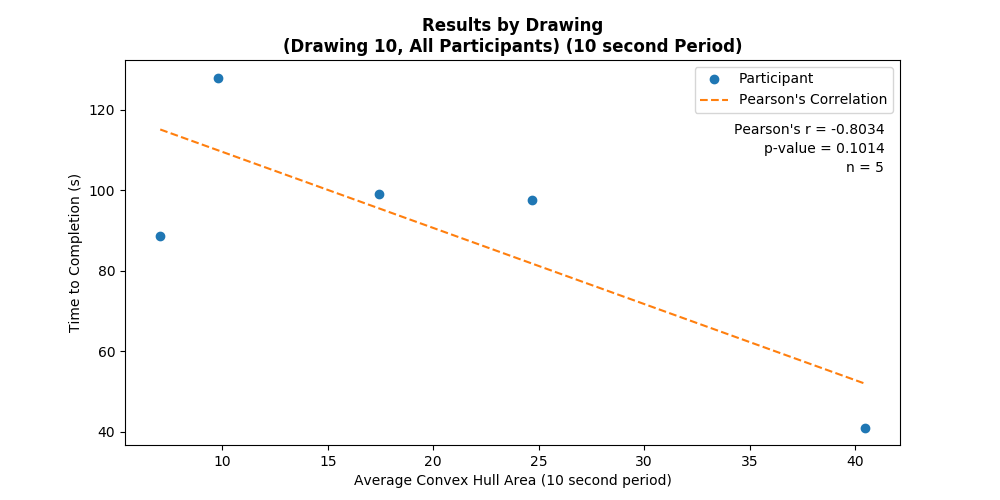 Results by Drawing
(Drawing 10, All Participants) (10 second Period)
Participant
Pearson's Correlation
Pearson's r = -0.8034
p-value = 0.1014
n = 5
Time to Completion (s)
120
100
80
60
40
10 15 20 25 30 35 40
Average Convex Hull Area (10 second period)